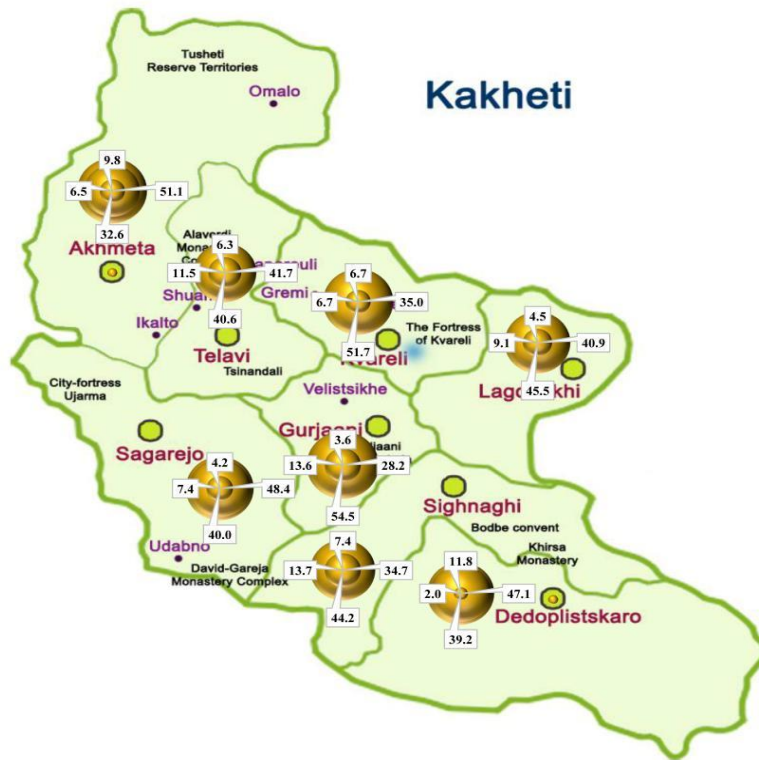 Kakheti
Tusheti
Reserve Territories
Omalo
9.8
6.5
51.1
32.6
Aknmeta
Alaverdi
6.3
11.5
41.7
40.6
Gremi
Ikalto
Telavi
Tsinandali
6.7
6.7
35.0
51.7
The Fortress
of Kvareli
Kvareli
4.5
9.1
40.9
45.5
City-fortress
Ujarma
Velistsikhe
Gurjaani
Sagarejo
3.6
13.6
28.2
54.5
4.2
7.4
48.4
40.0
Sighnaghi
Bodbe convent
Khirsa
Monastery
Udabno
David-Gareja
Monastery Complex
7.4
13.7
34.7
44.2
11.8
2.0
47.1
39.2
Dedoplistskaro